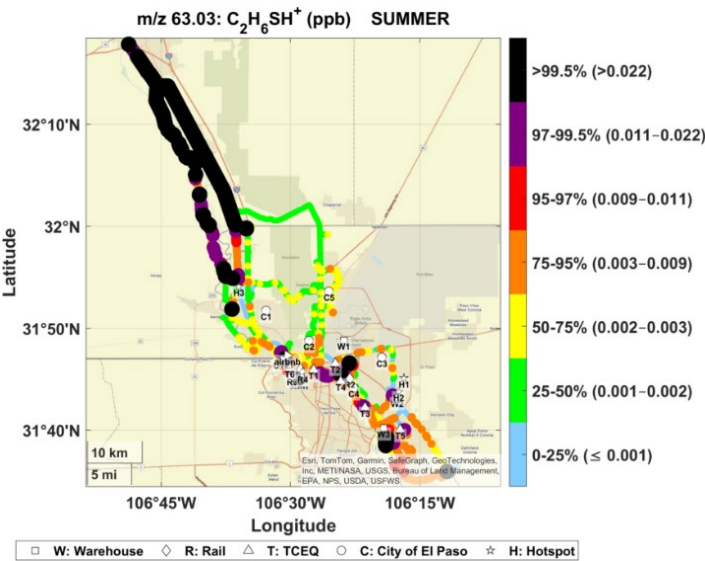 m/z 63.03: C₂H₆SH⁺ (ppb) SUMMER
>99.5% (>0.022)
97-99.5% (0.011−0.022)
95-97% (0.009−0.011)
75-95% (0.003−0.009)
50-75% (0.002−0.003)
25-50% (0.001−0.002)
0-25% (≤ 0.001)
Latitude
32°10'N
32°N
31°50'N
31°40'N
H3
C1
C5
C2
W1
airbnb
T6
R4
T1
T2
R2
T4
C4
T3
C3
H1
H2
W2
W3
T5
10 km
5 mi
Esri, TomTom, Garmin, SafeGraph, GeoTechnologies,
Inc, METI/NASA, USGS, Bureau of Land Management,
EPA, NPS, USDA, USFWS
106°45'W 106°30'W 106°15'W
Longitude
□ W: Warehouse ◇ R: Rail △ T: TCEQ ○ C: City of El Paso ☆ H: Hotspot